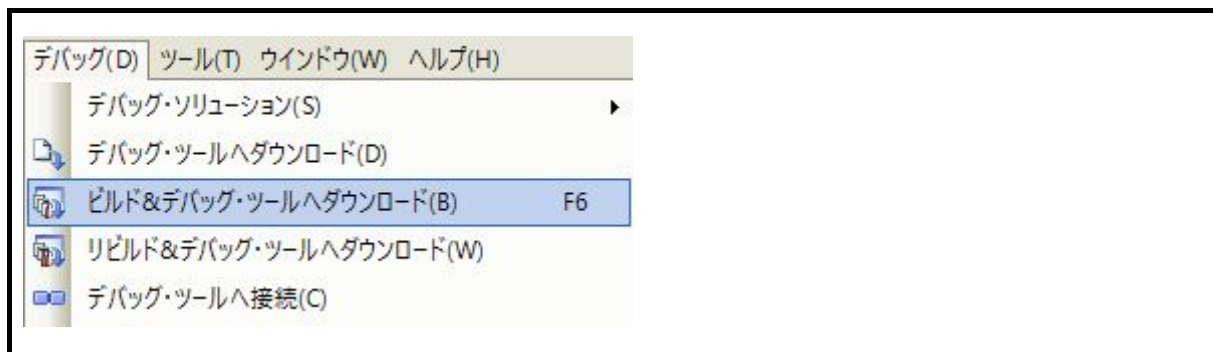 デバッグ(D) ツール(T) ウインドウ(W) ヘルプ(H)
デバッグ・ソリューション(S)
デバッグ・ツールへダウンロード(D)
ビルド&デバッグ・ツールへダウンロード(B) F6
リビルド&デバッグ・ツールへダウンロード(W)
デバッグ・ツールへ接続(C)